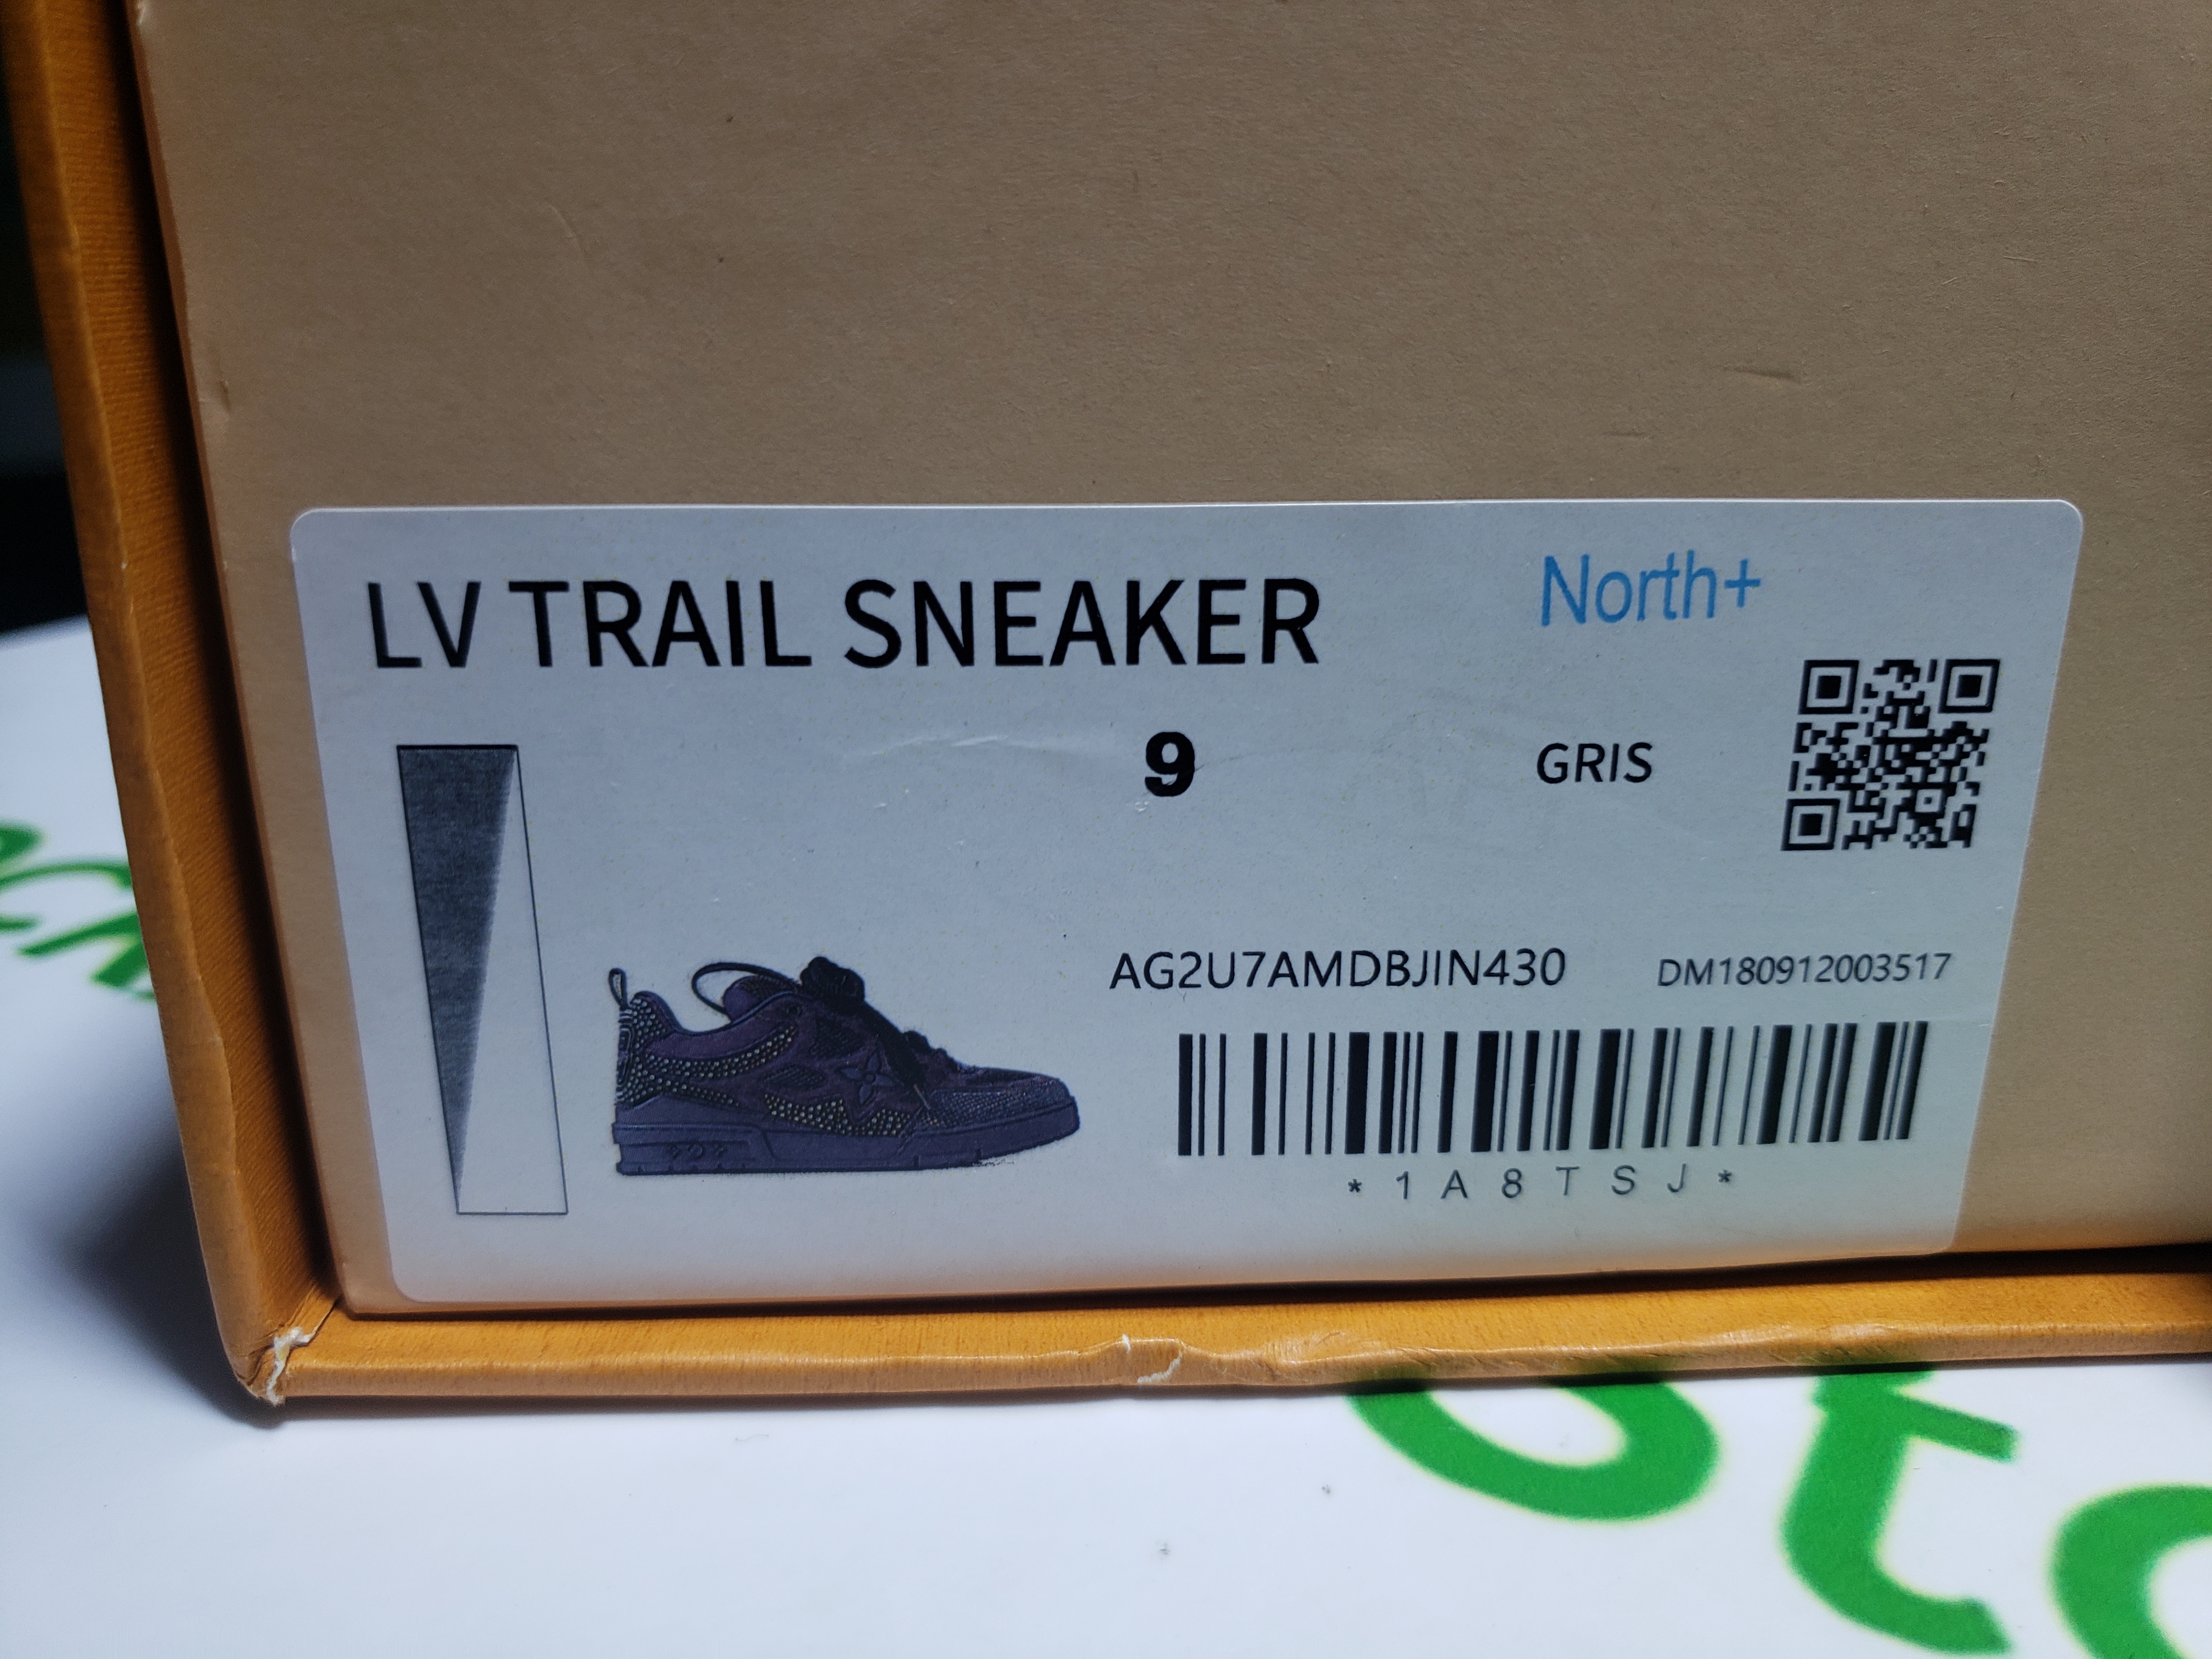 LV TRAIL SNEAKER
North+
9
GRIS
AG2U7AMDBJIN430
DM180912003517
*1A8TSJ*